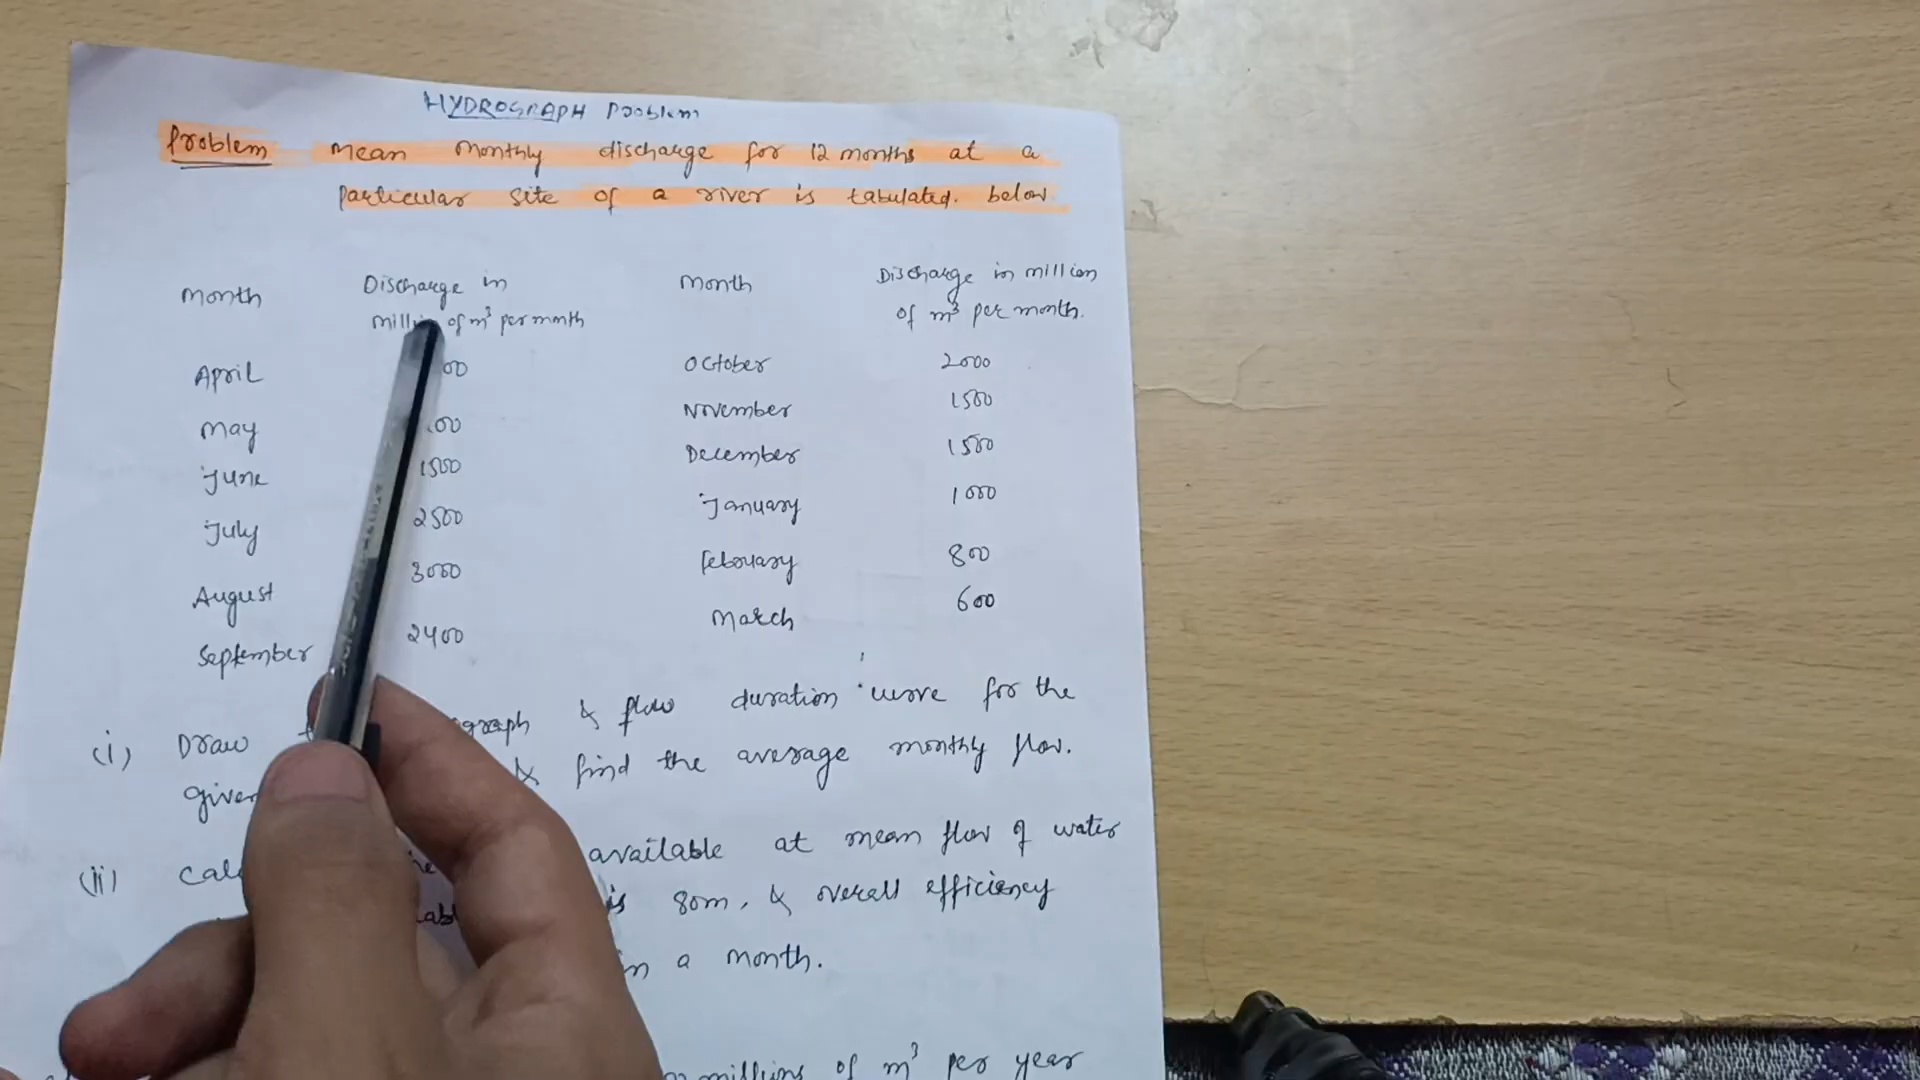 HYDROGRAPH Problem
Problem Mean Monthly discharge for 12 months at a
particular site of a river is tabulated. below.
Month Discharge in million of m³ per month Month Discharge in million of m³ per month.
April October 2000
May November 1500
June 1500 December 1500
July 2500 January 1000
August 3000 February 800
September 2400 March 600
(i) Draw & flow duration curve for the
given & find the average monthly flow.
(ii) available at mean flow of water
is 80m, & overall efficiency
in a month.
millions of m³ per year